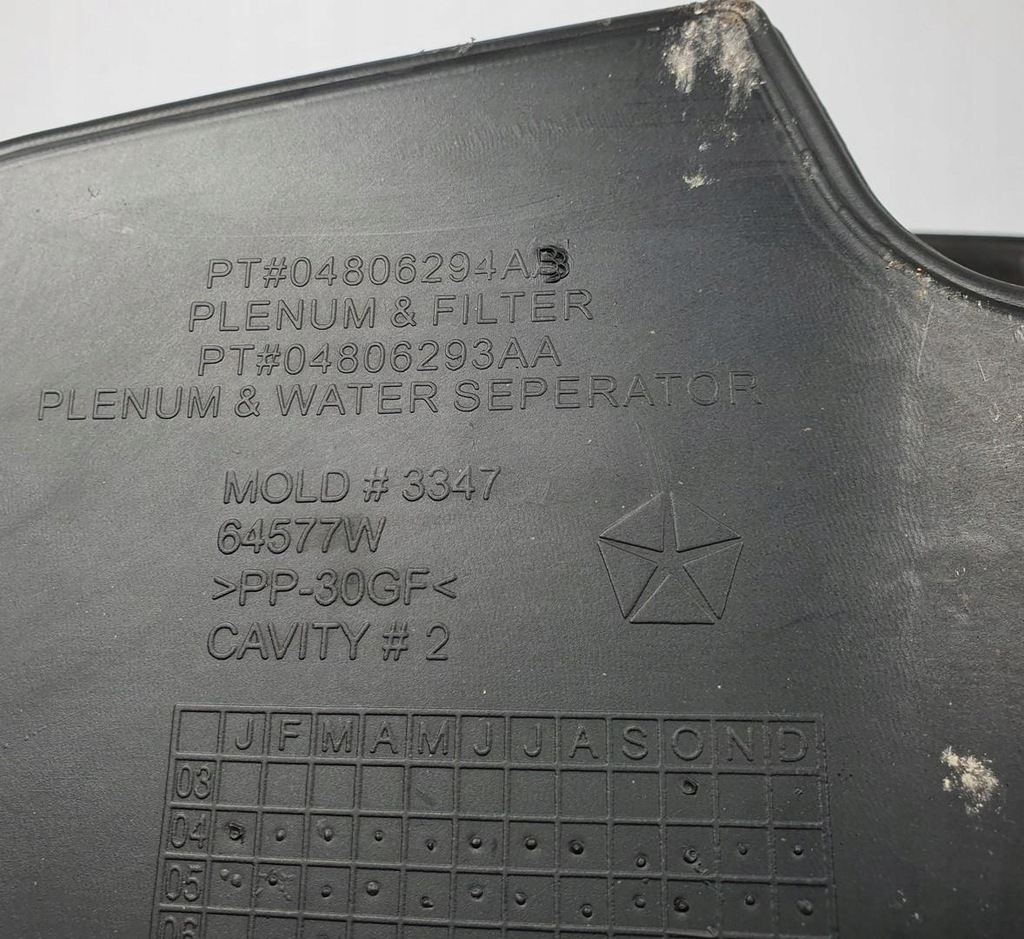 PT#04806294AB
PLENUM & FILTER
PT#04806293AA
PLENUM & WATER SEPERATOR
MOLD # 3347
64577W
>PP-30GF<
CAVITY # 2
J F M A M J J A S O N D
03
04
05